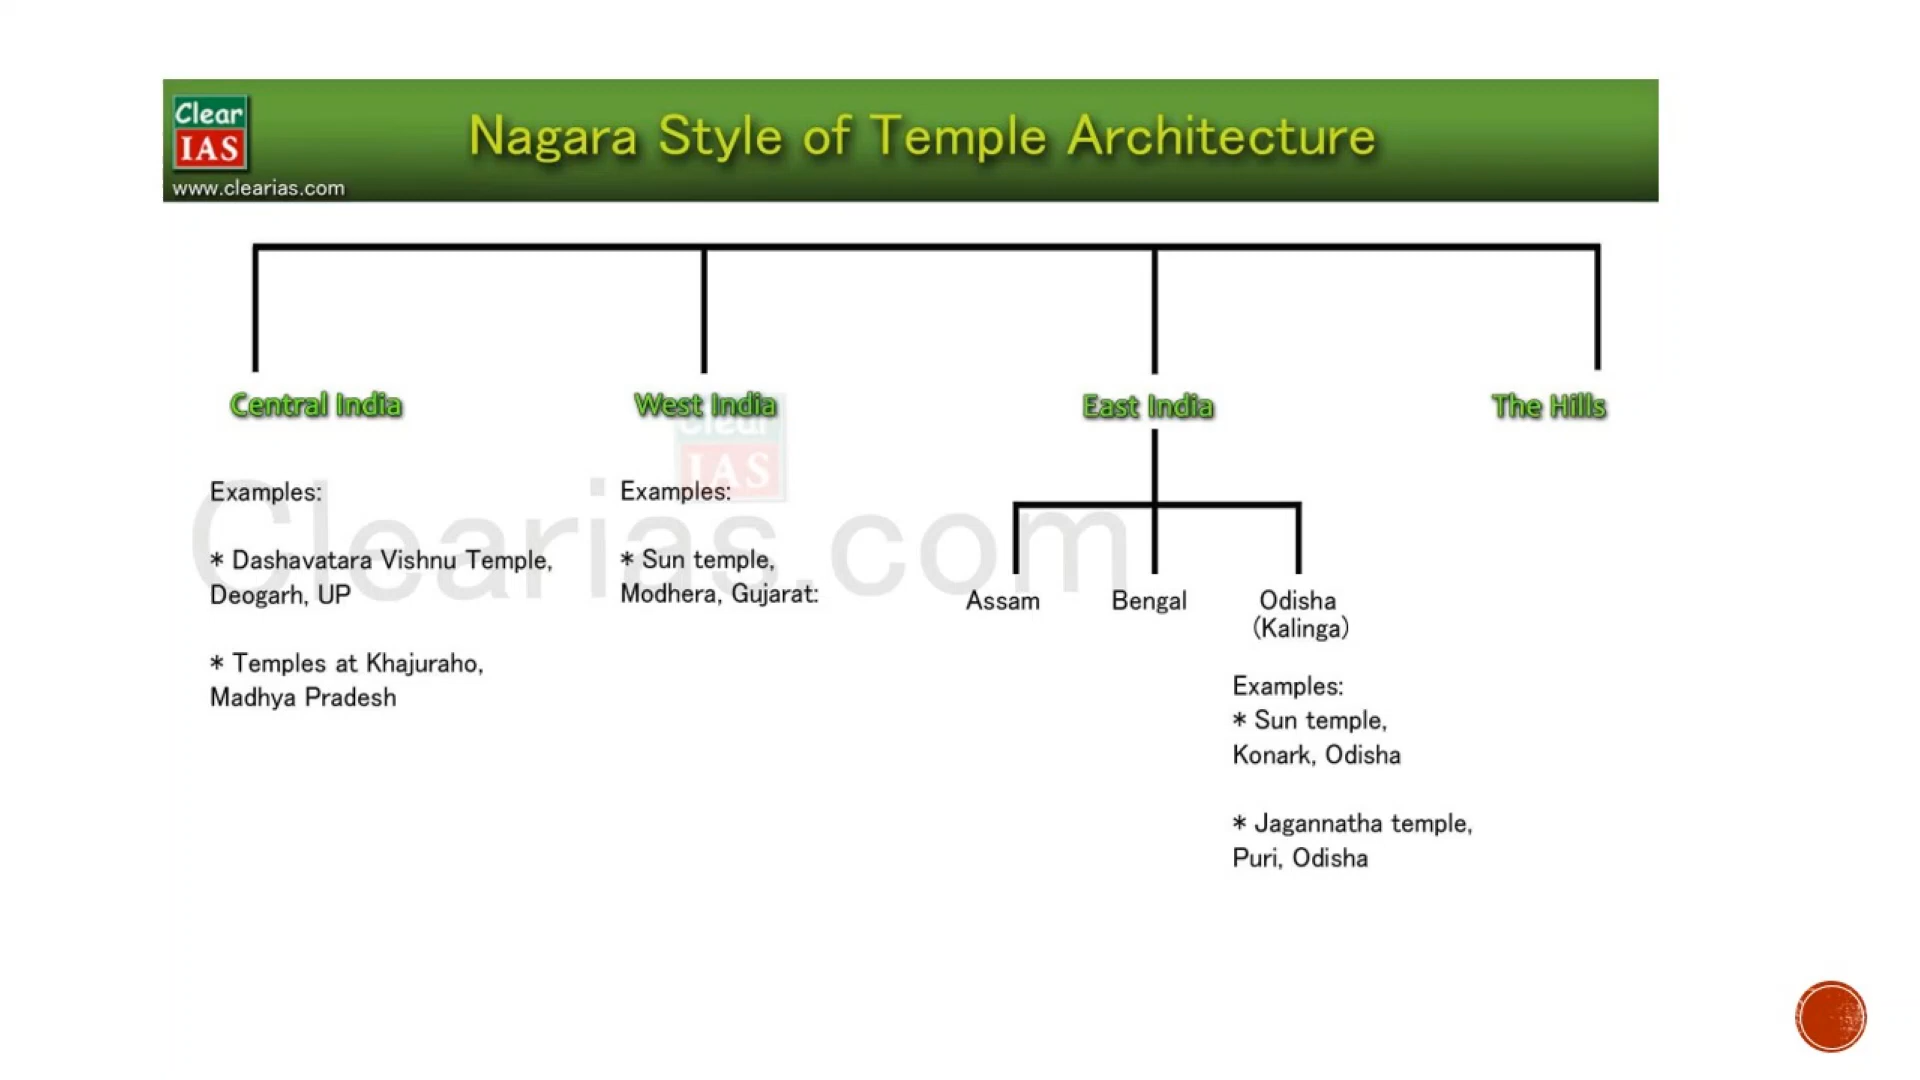 Clear
IAS
www.clearias.com
Nagara Style of Temple Architecture
Central India
West India
East India
The Hills
Clear
IAS
Clearias.com
Examples:
* Dashavatara Vishnu Temple,
Deogarh, UP
* Temples at Khajuraho,
Madhya Pradesh
Examples:
* Sun temple,
Modhera, Gujarat:
Assam
Bengal
Odisha
(Kalinga)
Examples:
* Sun temple,
Konark, Odisha
* Jagannatha temple,
Puri, Odisha